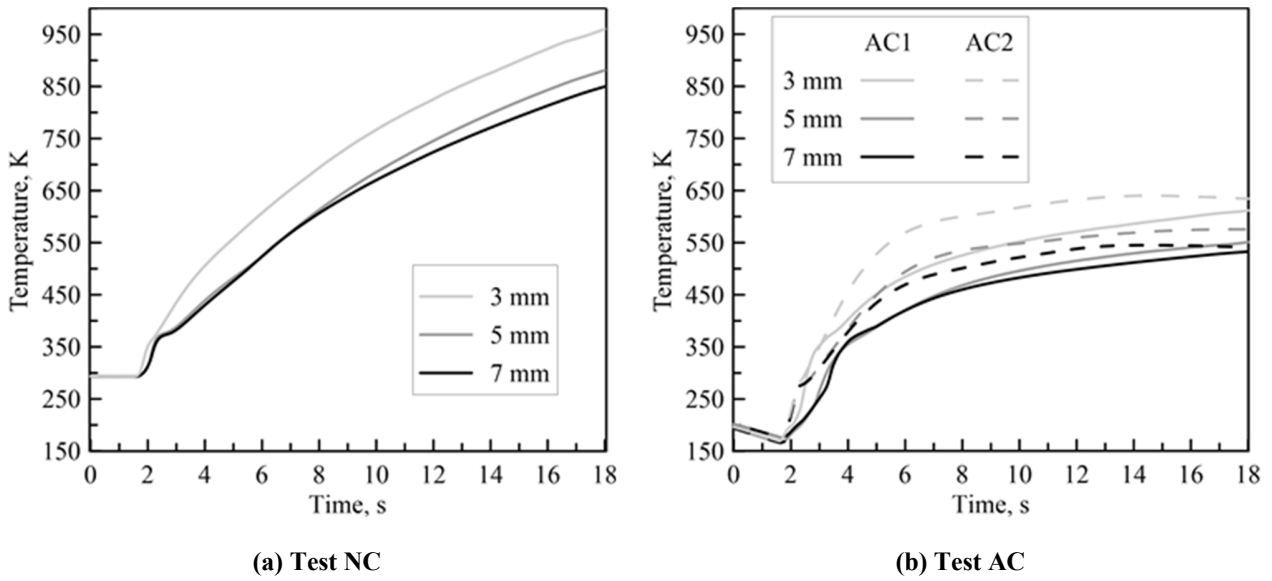 950
850
750
650
550
450
350
250
150
Temperature, K
0 2 4 6 8 10 12 14 16 18
Time, s
3 mm
5 mm
7 mm
(a) Test NC
950
850
750
650
550
450
350
250
150
Temperature, K
0 2 4 6 8 10 12 14 16 18
Time, s
AC1 AC2
3 mm
5 mm
7 mm
(b) Test AC